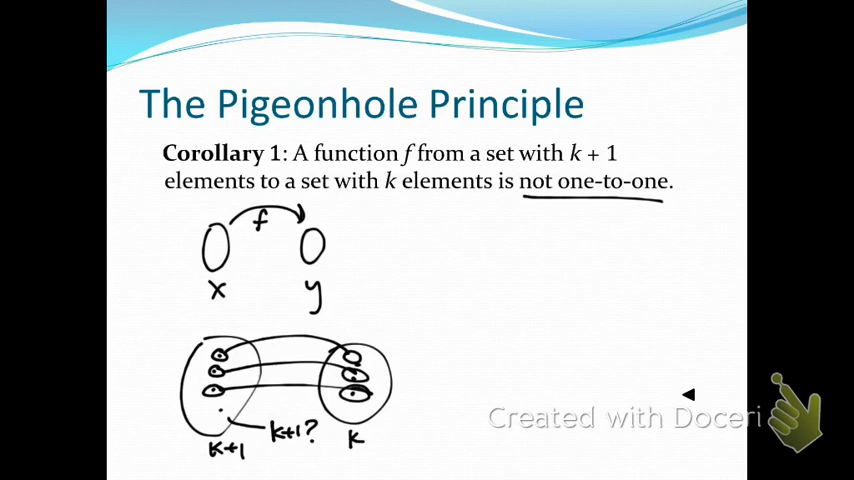 The Pigeonhole Principle
Corollary 1: A function f from a set with k + 1
elements to a set with k elements is not one-to-one.
f
x y
k+1?
k+1 k
Created with Doceri